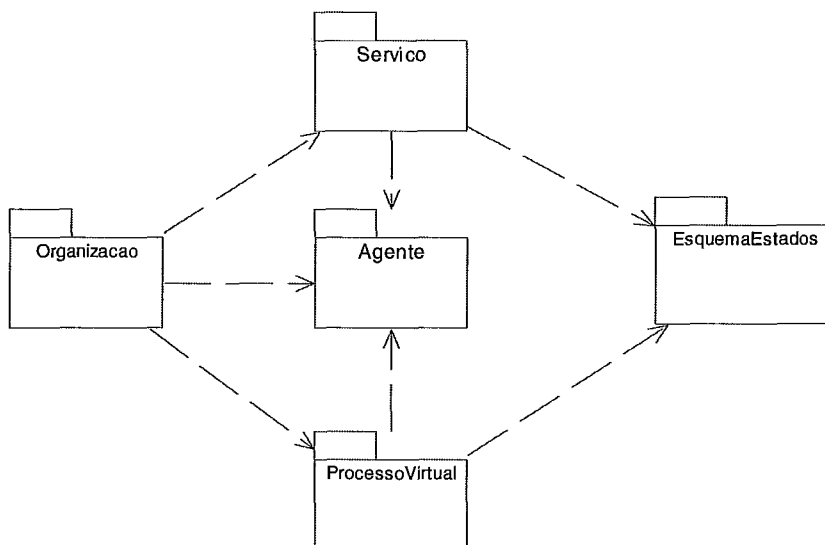 Servico
Organizacao
Agente
EsquemaEstados
ProcessoVirtual